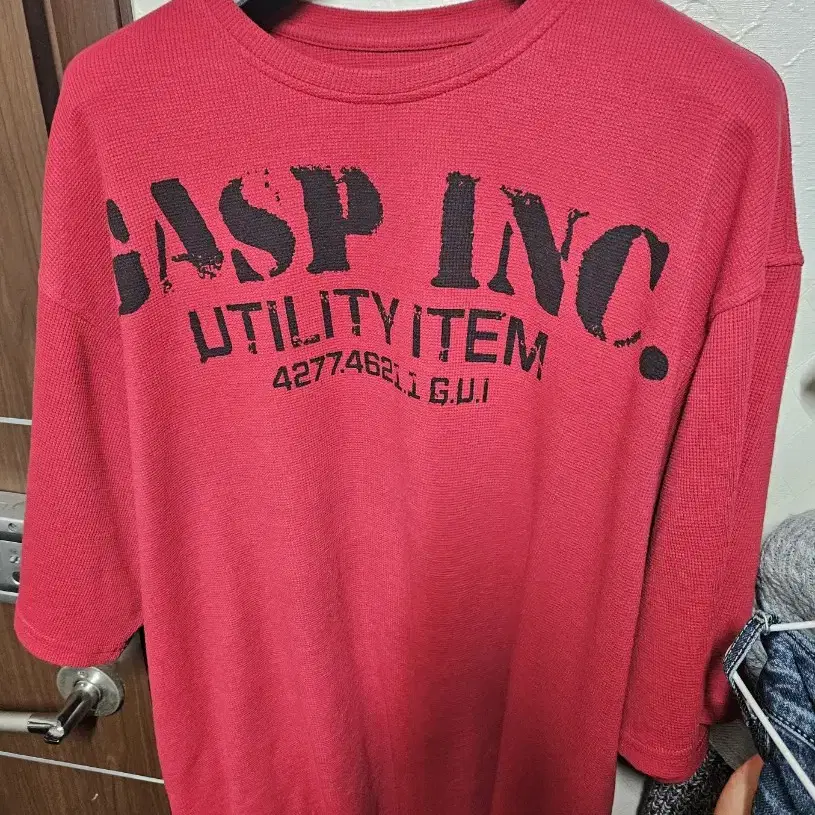 GASP INC.
UTILITY ITEM
4277.4621.1 G.U.I